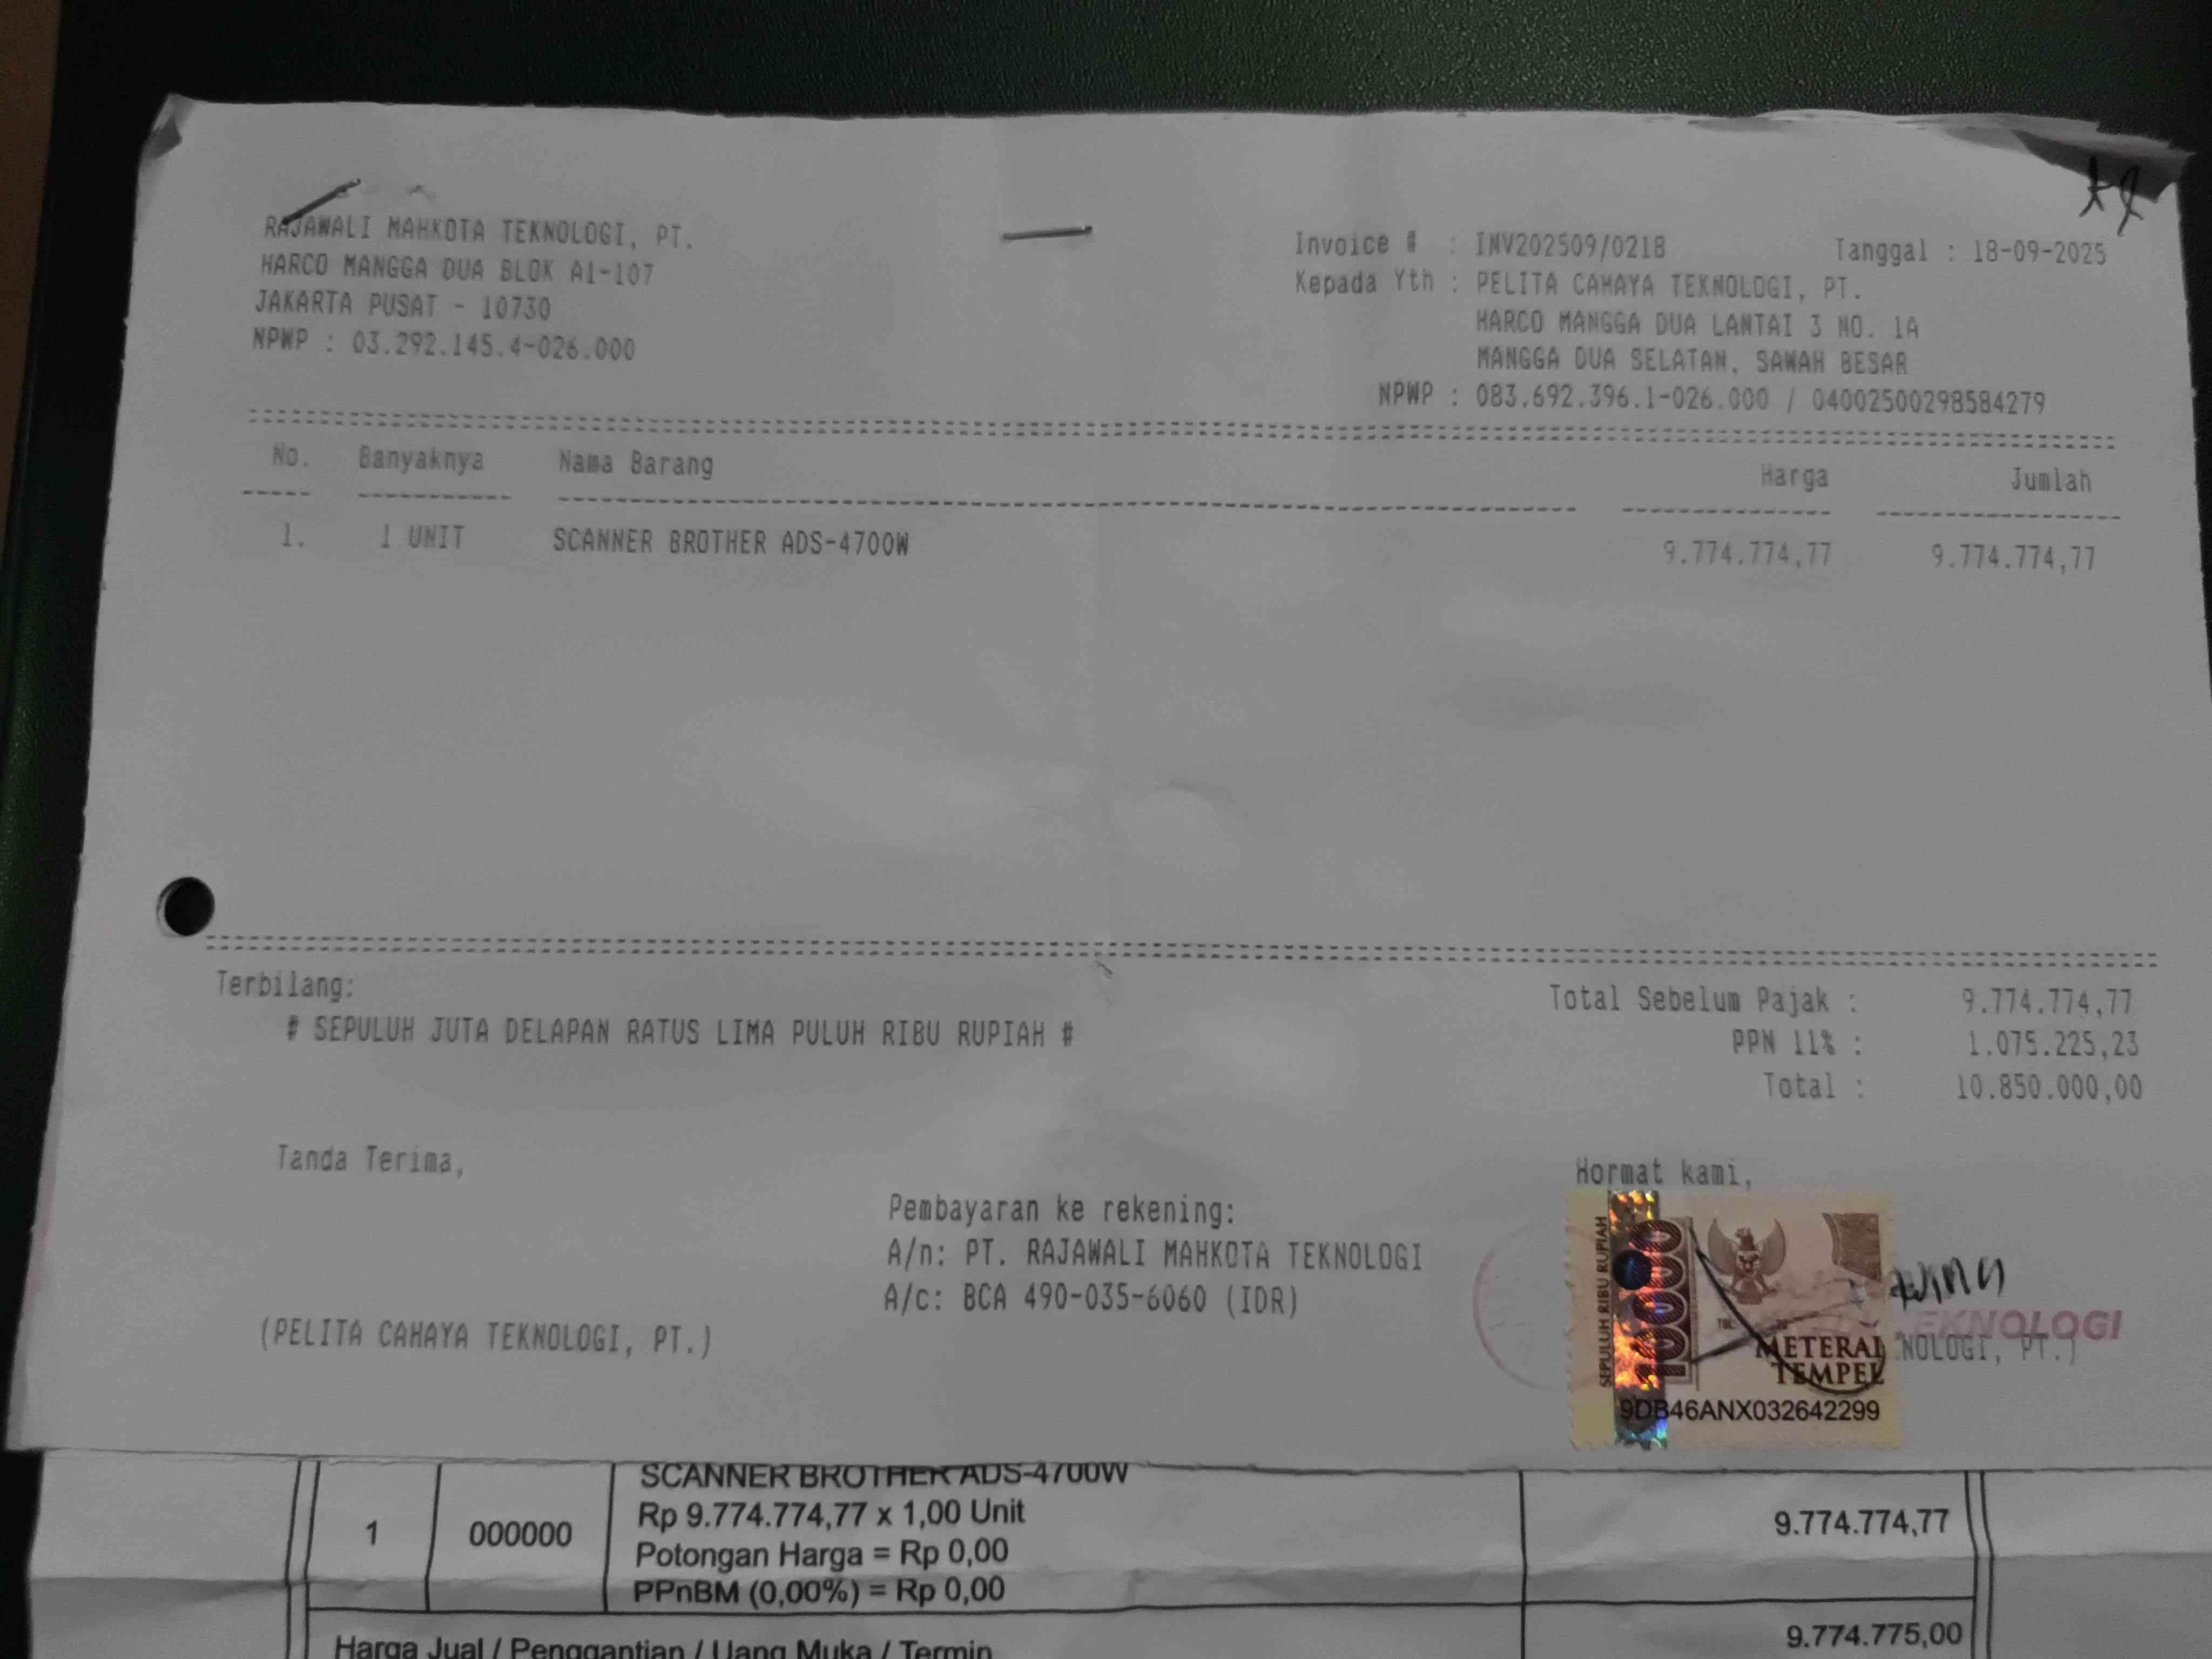 RAJAWALI MAHKOTA TEKNOLOGI, PT.
HARCO MANGGA DUA BLOK A1-107
JAKARTA PUSAT - 10730
NPWP : 03.292.145.4-026.000
Invoice # : INV202509/0218 Tanggal : 18-09-2025
Kepada Yth : PELITA CAHAYA TEKNOLOGI, PT.
HARCO MANGGA DUA LANTAI 3 NO. 1A
MANGGA DUA SELATAN, SAWAH BESAR
NPWP : 083.692.396.1-026.000 / 04002500298584279
No. Banyaknya Nama Barang Harga Jumlah
1. 1 UNIT SCANNER BROTHER ADS-4700W 9.774.774,77 9.774.774,77
Terbilang:
# SEPULUH JUTA DELAPAN RATUS LIMA PULUH RIBU RUPIAH #
Total Sebelum Pajak : 9.774.774,77
PPN 11% : 1.075.225,23
Total : 10.850.000,00
Tanda Terima,
(PELITA CAHAYA TEKNOLOGI, PT.)
Pembayaran ke rekening:
A/n: PT. RAJAWALI MAHKOTA TEKNOLOGI
A/c: BCA 490-035-6060 (IDR)
Hormat kami,
SEPULUH RIBU RUPIAH
10000
TGL. 20
METERAI
TEMPEL
9DB46ANX032642299
TEKNOLOGI
NOLOGI, PT.)
SCANNER BROTHER ADS-4700W
1 000000 Rp 9.774.774,77 x 1,00 Unit 9.774.774,77
Potongan Harga = Rp 0,00
PPnBM (0,00%) = Rp 0,00
Harga Jual / Penggantian / Uang Muka / Termin 9.774.775,00